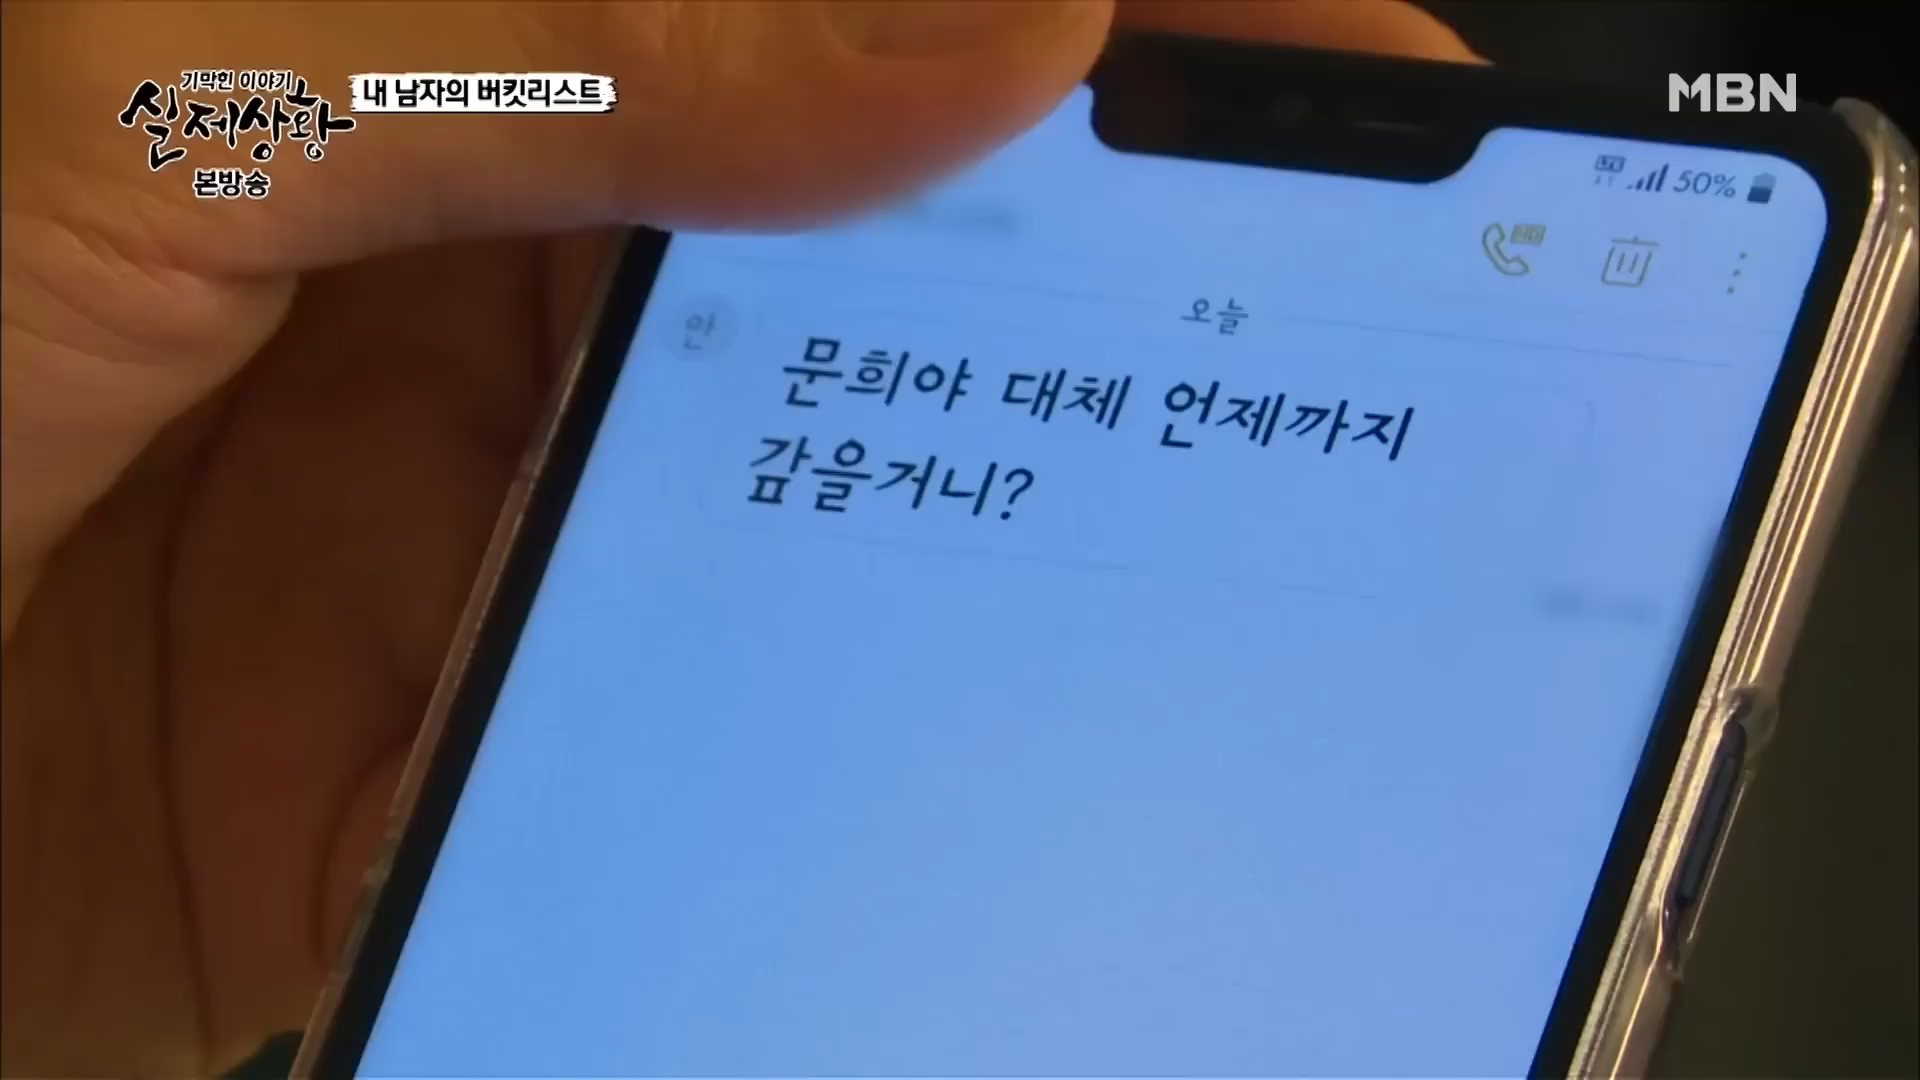 기막힌 이야기
실제상황
본방송
내 남자의 버킷리스트
MBN
50%
오늘
안
문희야 대체 언제까지
갚을거니?